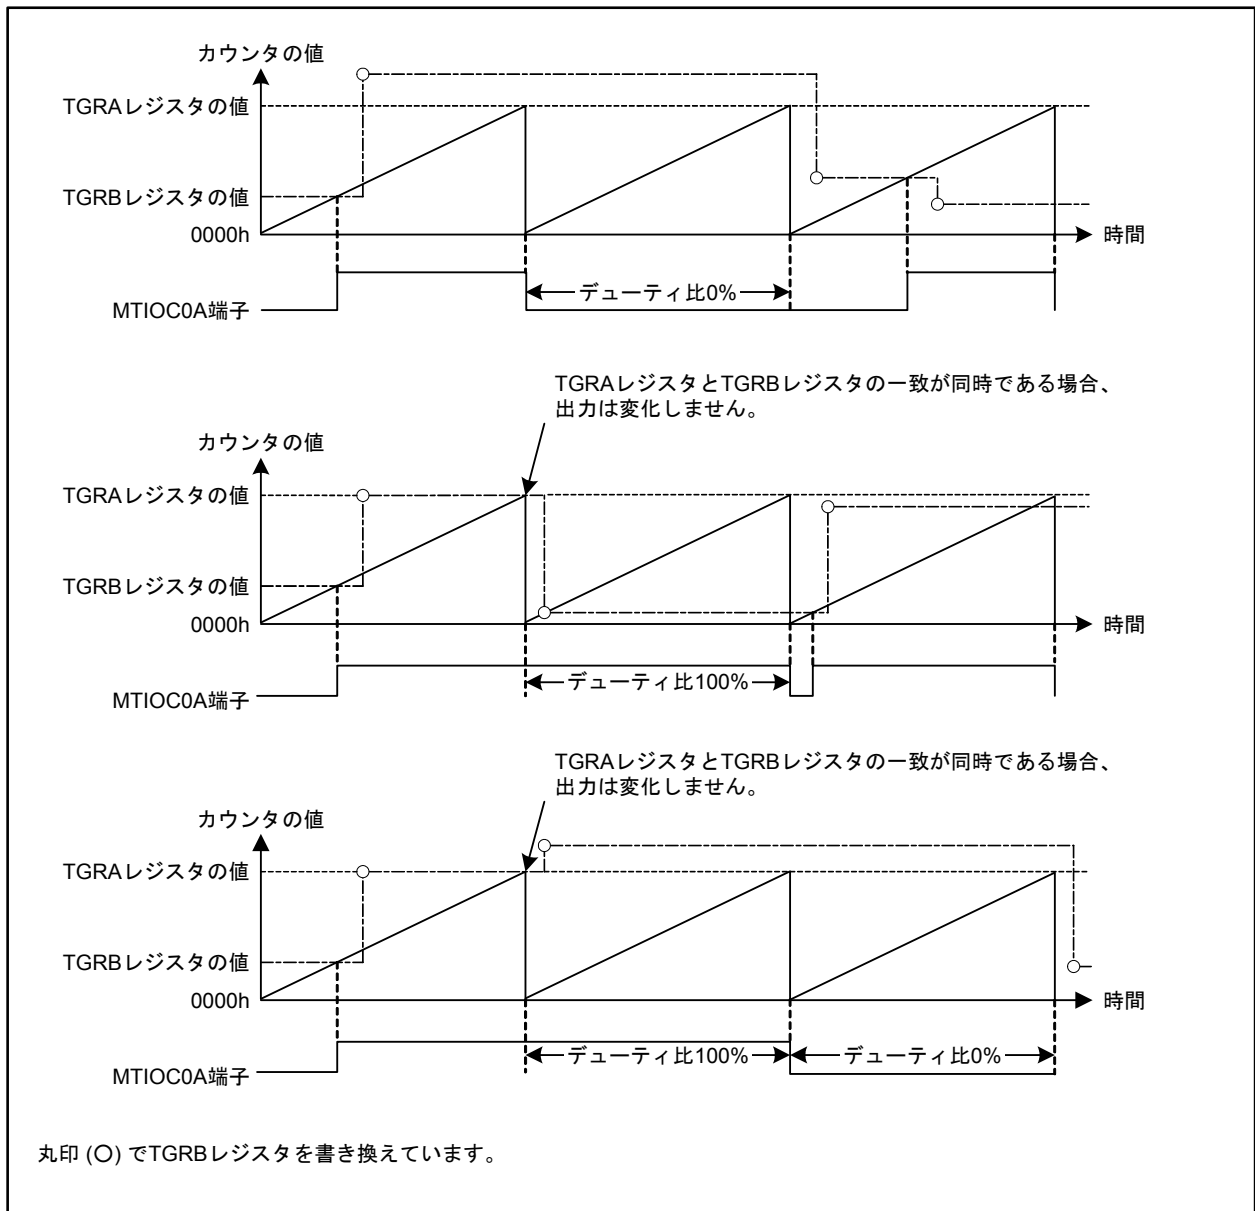 カウンタの値
TGRAレジスタの値
TGRBレジスタの値
0000h
時間
デューティ比0%
MTIOC0A端子
TGRAレジスタとTGRBレジスタの一致が同時である場合、
出力は変化しません。
カウンタの値
TGRAレジスタの値
TGRBレジスタの値
0000h
時間
デューティ比100%
MTIOC0A端子
TGRAレジスタとTGRBレジスタの一致が同時である場合、
出力は変化しません。
カウンタの値
TGRAレジスタの値
TGRBレジスタの値
0000h
時間
デューティ比100%
デューティ比0%
MTIOC0A端子
丸印 (〇) でTGRBレジスタを書き換えています。